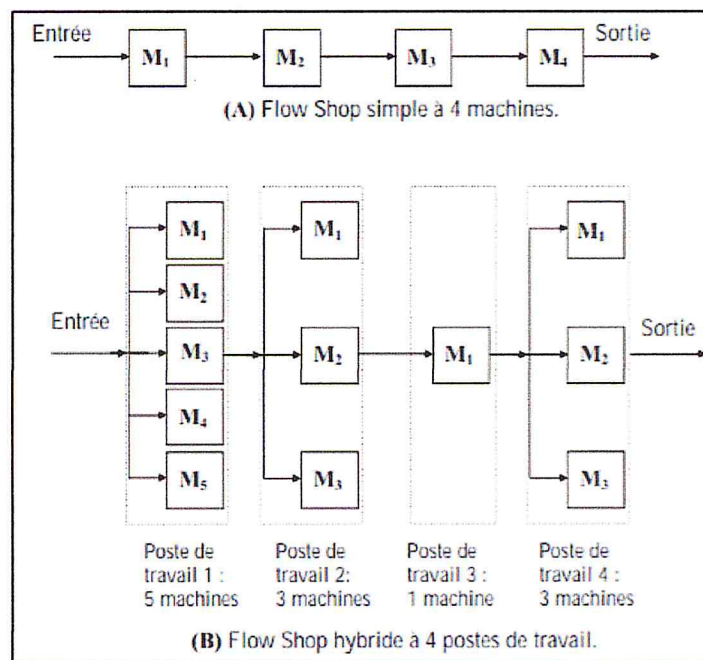 Entrée
Sortie
M₁ M₂ M₃ M₄
(A) Flow Shop simple à 4 machines.
M₁ M₁ M₁
M₂
Entrée
Sortie
M₃ M₂ M₁ M₂
M₄
M₅ M₃ M₃
Poste de travail 1 : 5 machines
Poste de travail 2: 3 machines
Poste de travail 3 : 1 machine
Poste de travail 4 : 3 machines
(B) Flow Shop hybride à 4 postes de travail.